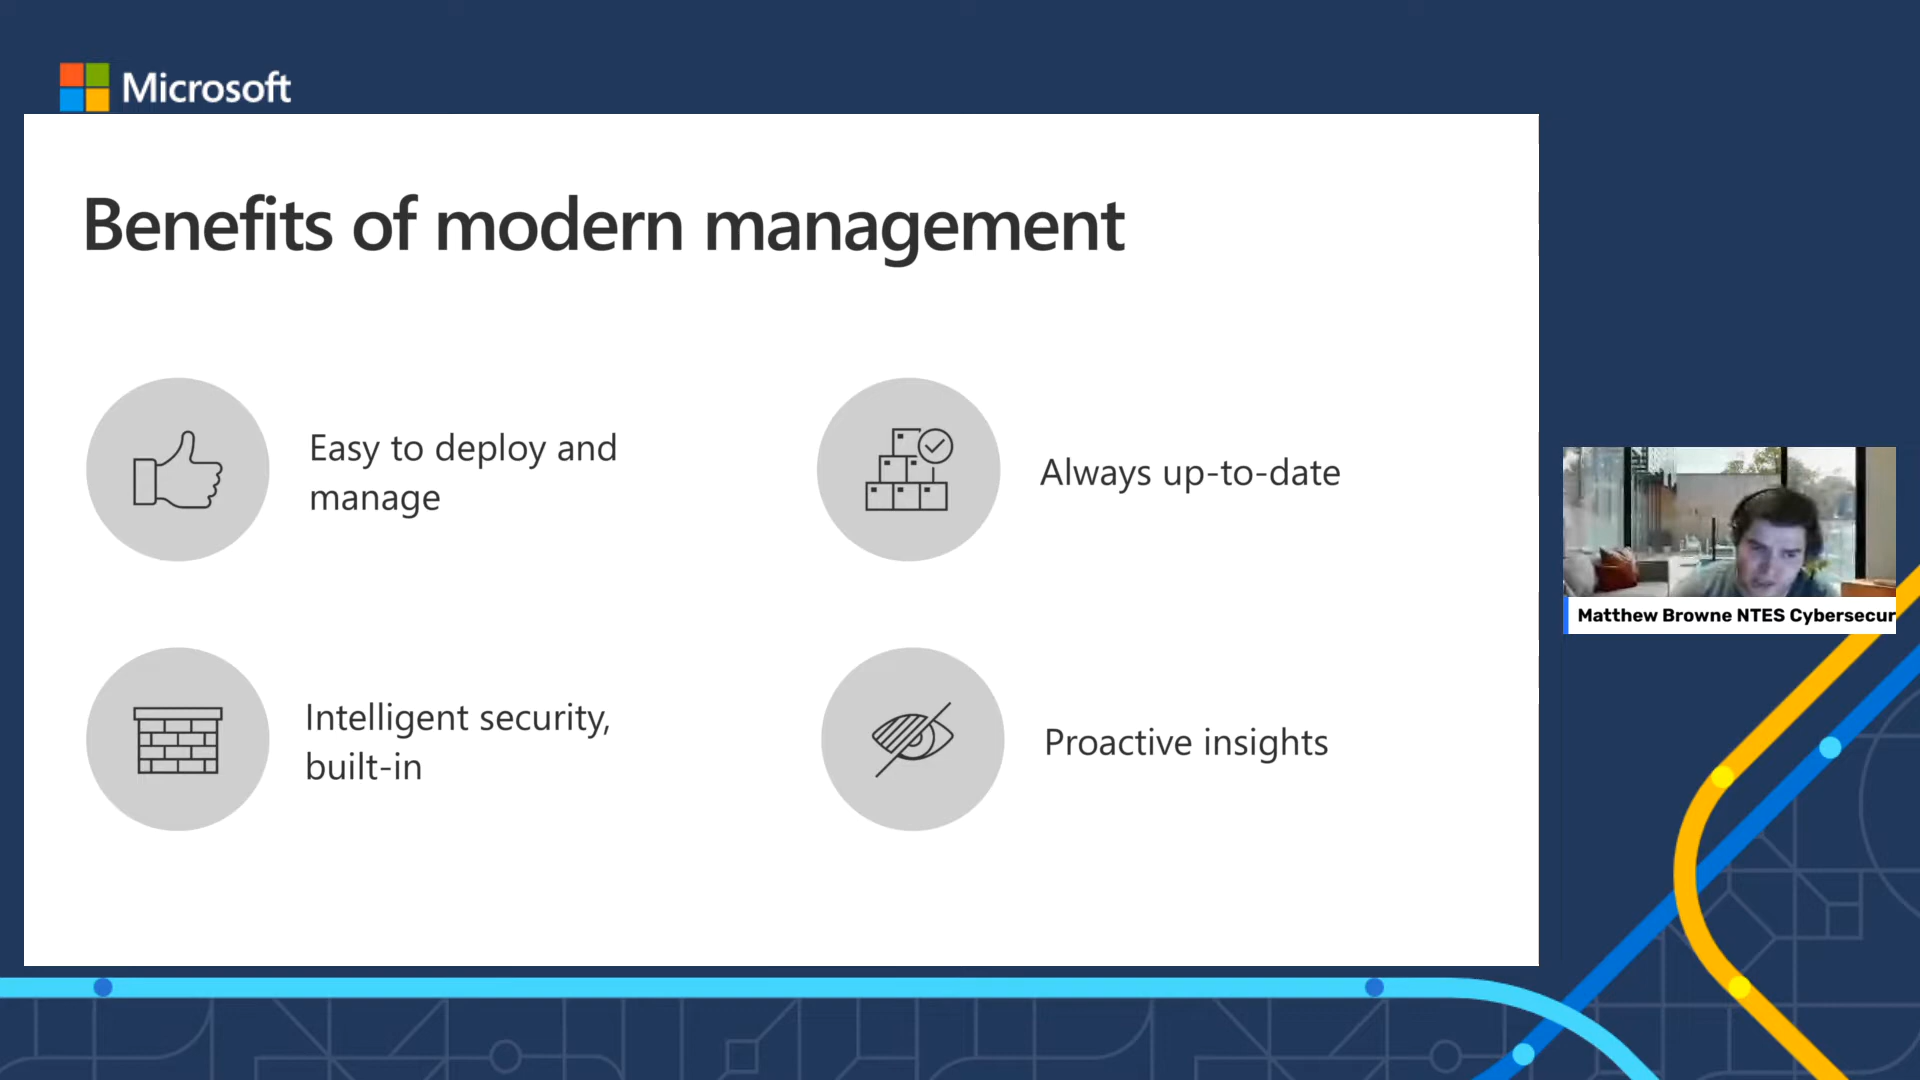 Microsoft
Benefits of modern management
Easy to deploy and
manage
Always up-to-date
Intelligent security,
built-in
Proactive insights
Matthew Browne NTES Cybersecur